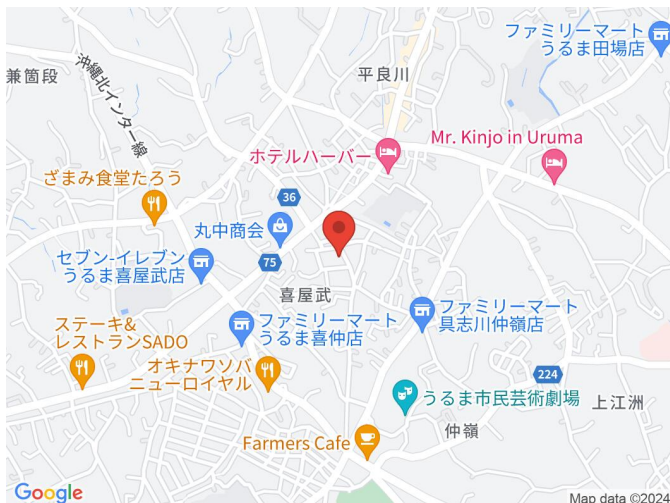 ファミリーマート
うるま田場店
平良川
兼箇段
沖縄北インター線
Mr. Kinjo in Uruma
ホテルハーバー
ざまみ食堂たろう
36
丸中商会
セブン-イレブン
うるま喜屋武店
75
喜屋武
ファミリーマート
具志川仲嶺店
ステーキ&
レストランSADO
ファミリーマート
うるま喜仲店
オキナワソバ
ニューロイヤル
224
うるま市民芸術劇場
上江洲
仲嶺
Farmers Cafe
Google
Map data ©2024